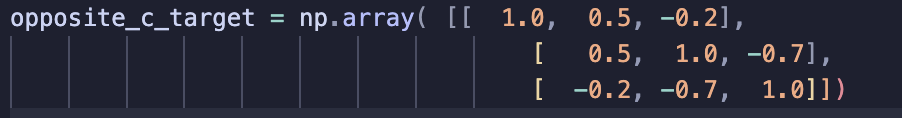 opposite_c_target = np.array( [[  1.0,  0.5, -0.2],
                                    [   0.5,  1.0, -0.7],
                                    [  -0.2, -0.7,  1.0]])